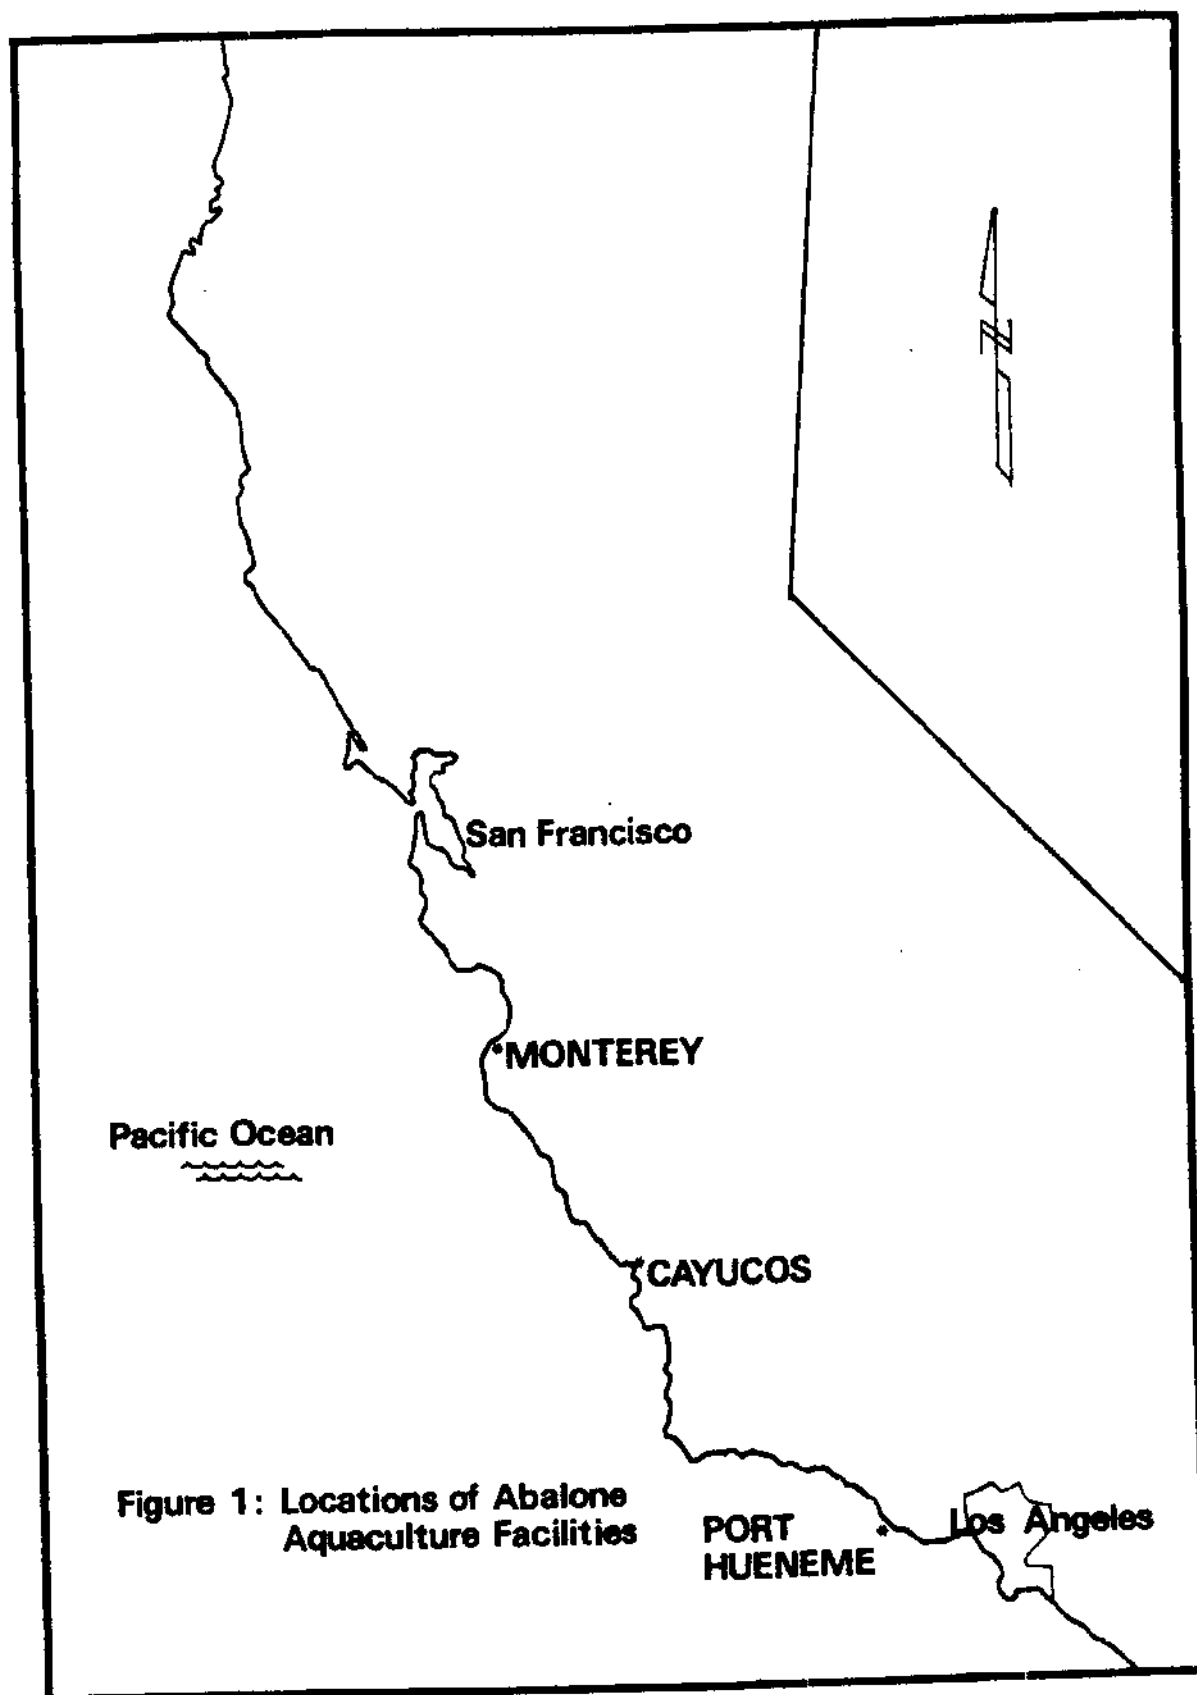 N
San Francisco
*MONTEREY
Pacific Ocean
*CAYUCOS
Figure 1: Locations of Abalone
Aquaculture Facilities
PORT
HUENEME
*
Los Angeles